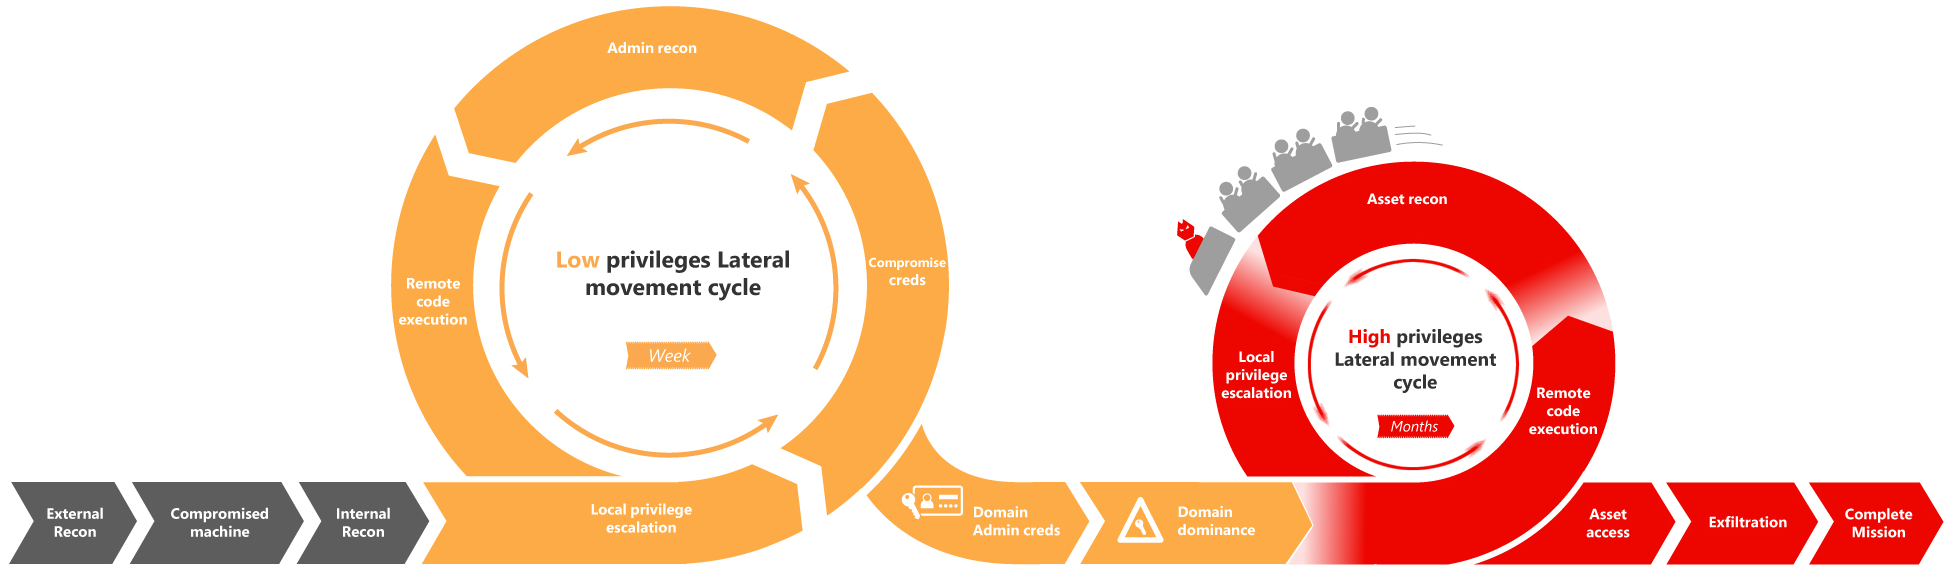 External
Recon
Compromised
machine
Internal
Recon
Local privilege
escalation
Compromise
creds
Admin recon
Remote
code
execution
Low privileges Lateral
movement cycle
Week
Domain
Admin creds
Domain
dominance
Remote
code
execution
Asset recon
Local
privilege
escalation
High privileges
Lateral movement
cycle
Months
Asset
access
Exfiltration
Complete
Mission